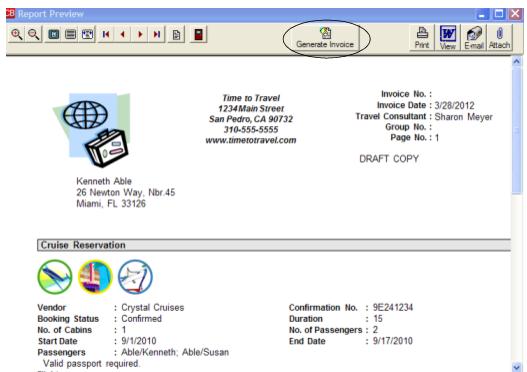 CB Report Preview
Generate Invoice
Print View E-mail Attach
Time to Travel
1234Main Street
San Pedro, CA 90732
310-555-5555
www.timetotravel.com
Invoice No. :
Invoice Date : 3/28/2012
Travel Consultant : Sharon Meyer
Group No. :
Page No. : 1
DRAFT COPY
Kenneth Able
26 Newton Way, Nbr.45
Miami, FL 33126
Cruise Reservation
Vendor : Crystal Cruises
Booking Status : Confirmed
No. of Cabins : 1
Start Date : 9/1/2010
Passengers : Able/Kenneth; Able/Susan
Valid passport required.
Confirmation No. : 9E241234
Duration : 15
No. of Passengers : 2
End Date : 9/17/2010